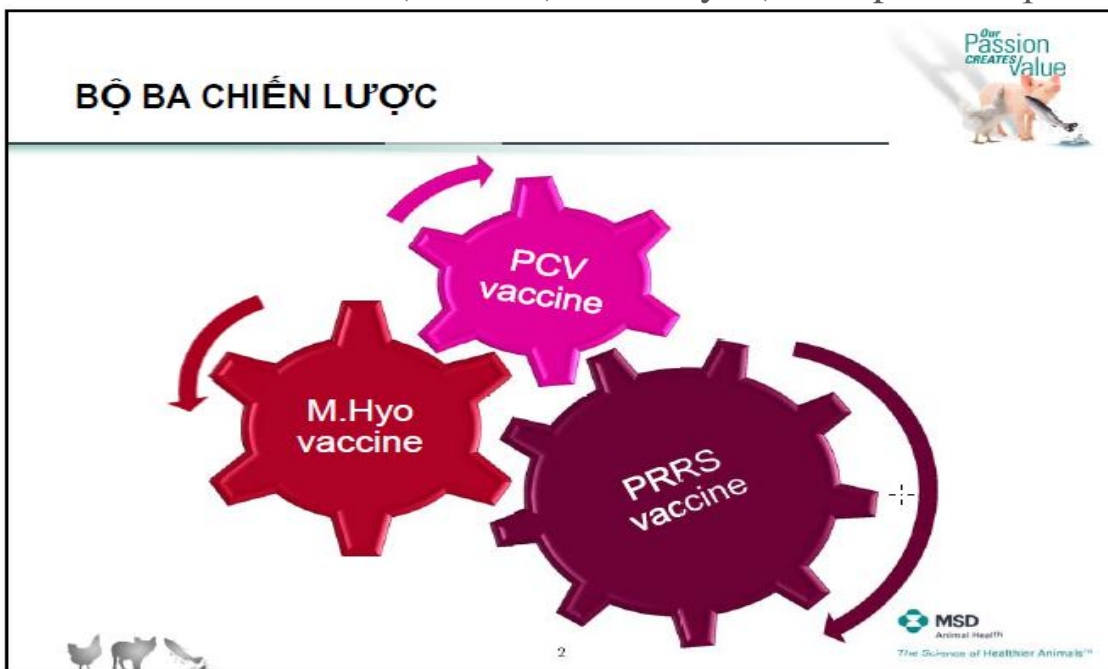 Our
Passion
CREATES
Value
BỘ BA CHIẾN LƯỢC
PCV
vaccine
M.Hyo
vaccine
PRRS
vaccine
2
MSD
Animal Health
The Science of Healthier Animals™